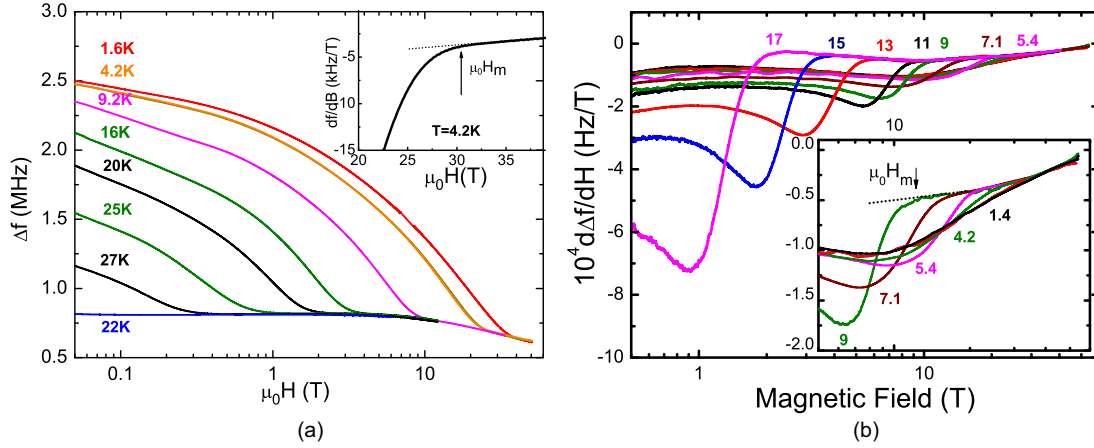 3.0
2.5
2.0
1.5
1.0
0.5
Δf (MHz)
0.1
1
10
μ₀H (T)
1.6K
4.2K
9.2K
16K
20K
25K
27K
22K
0
-5
-10
-15
df/dB (kHz/T)
20
25
30
35
μ₀H(T)
μ₀Hₘ
T=4.2K
(a)
0
-2
-4
-6
-8
-10
10⁴dΔf/dH (Hz/T)
1
10
Magnetic Field (T)
17
15
13
11
9
7.1
5.4
10
0.0
-0.5
-1.0
-1.5
-2.0
μ₀Hₘ
1.4
4.2
5.4
7.1
9
(b)